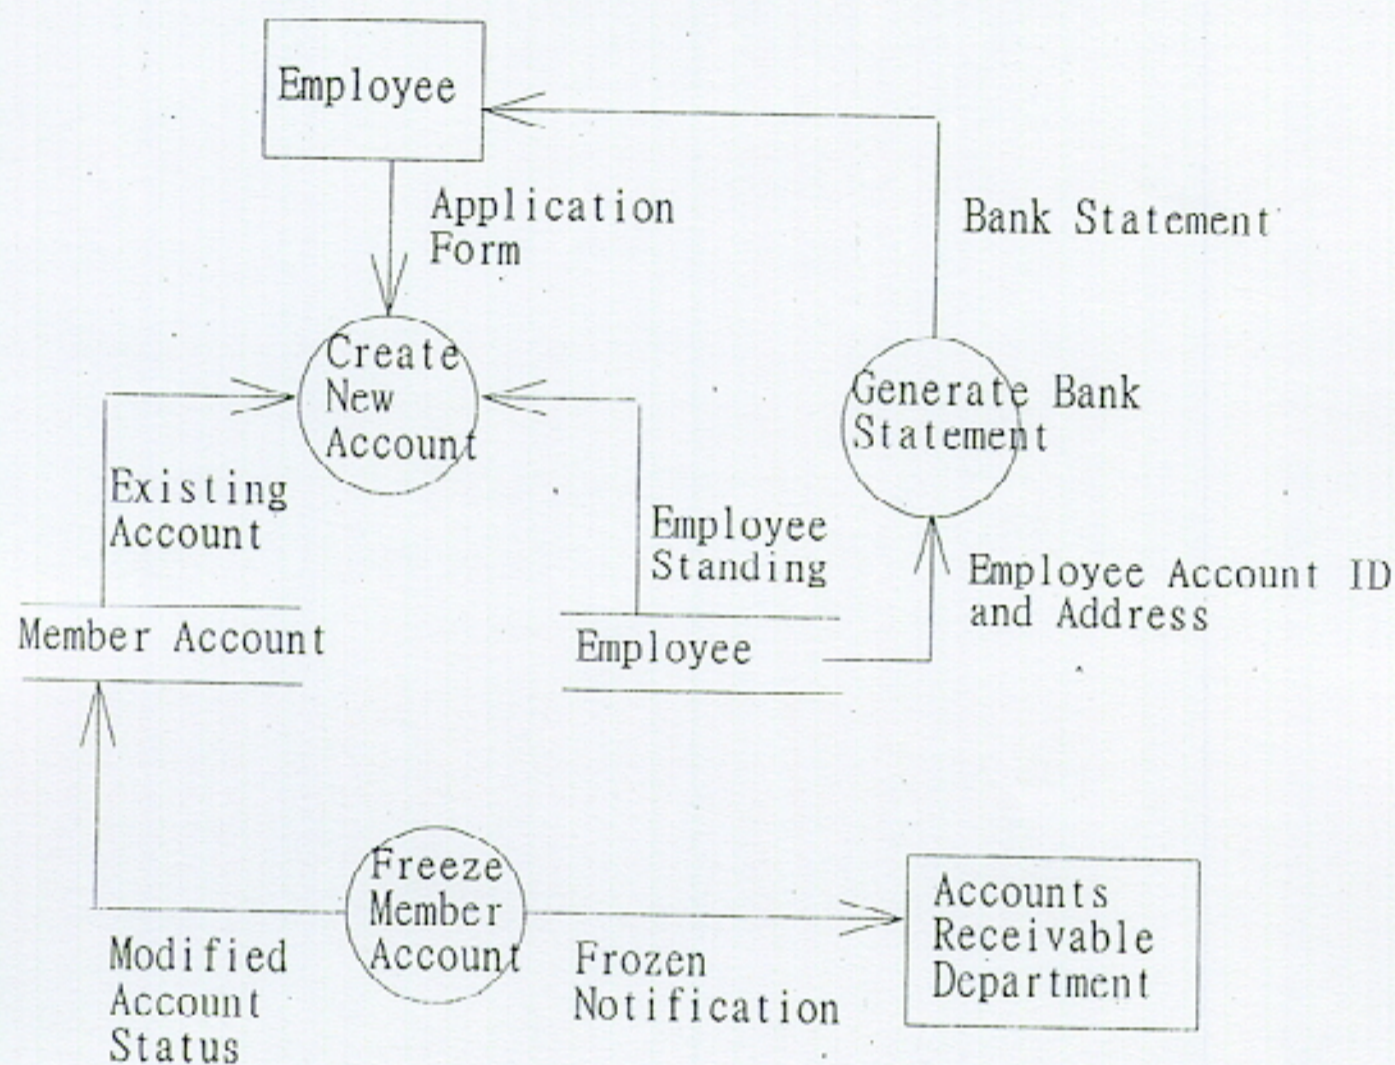 Employee
Application
Form
Bank Statement
Create
New
Account
Generate Bank
Statement
Existing
Account
Employee
Standing
Employee Account ID
and Address
Member Account
Employee
Freeze
Member
Account
Modified
Account
Status
Frozen
Notification
Accounts
Receivable
Department